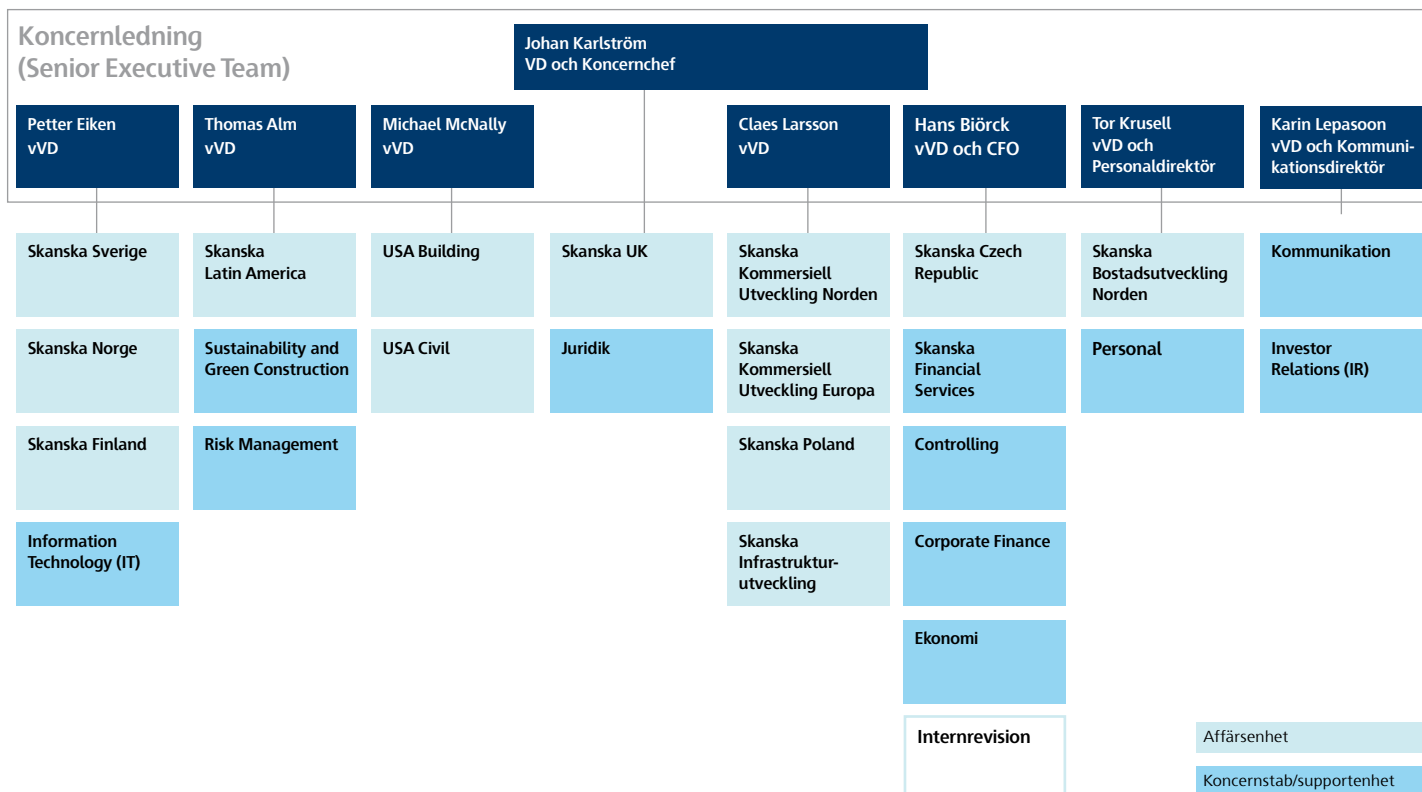 Koncernledning
(Senior Executive Team)
Johan Karlström
VD och Koncernchef
Petter Eiken
vVD
Thomas Alm
vVD
Michael McNally
vVD
Claes Larsson
vVD
Hans Biörck
vVD och CFO
Tor Krusell
vVD och
Personaldirektör
Karin Lepasoon
vVD och Kommuni-
kationsdirektör
Skanska Sverige
Skanska
Latin America
USA Building
Skanska UK
Skanska
Kommersiell
Utveckling Norden
Skanska Czech
Republic
Skanska
Bostadsutveckling
Norden
Kommunikation
Skanska Norge
Sustainability and
Green Construction
USA Civil
Juridik
Skanska
Kommersiell
Utveckling Europa
Skanska
Financial
Services
Personal
Investor
Relations (IR)
Skanska Finland
Risk Management
Skanska Poland
Controlling
Information
Technology (IT)
Skanska
Infrastruktur-
utveckling
Corporate Finance
Ekonomi
Internrevision
Affärsenhet
Koncernstab/supportenhet